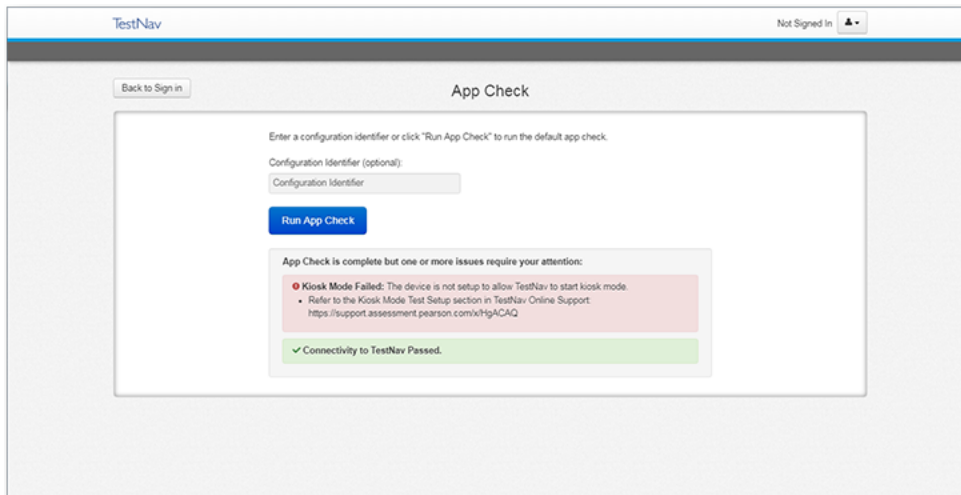 TestNav
Not Signed In
Back to Sign in
App Check
Enter a configuration identifier or click "Run App Check" to run the default app check.
Configuration Identifier (optional):
Configuration Identifier
Run App Check
App Check is complete but one or more issues require your attention:
Kiosk Mode Failed: The device is not setup to allow TestNav to start kiosk mode.
• Refer to the Kiosk Mode Test Setup section in TestNav Online Support:
https://support.assessment.pearson.com/x/HgACAQ
Connectivity to TestNav Passed.